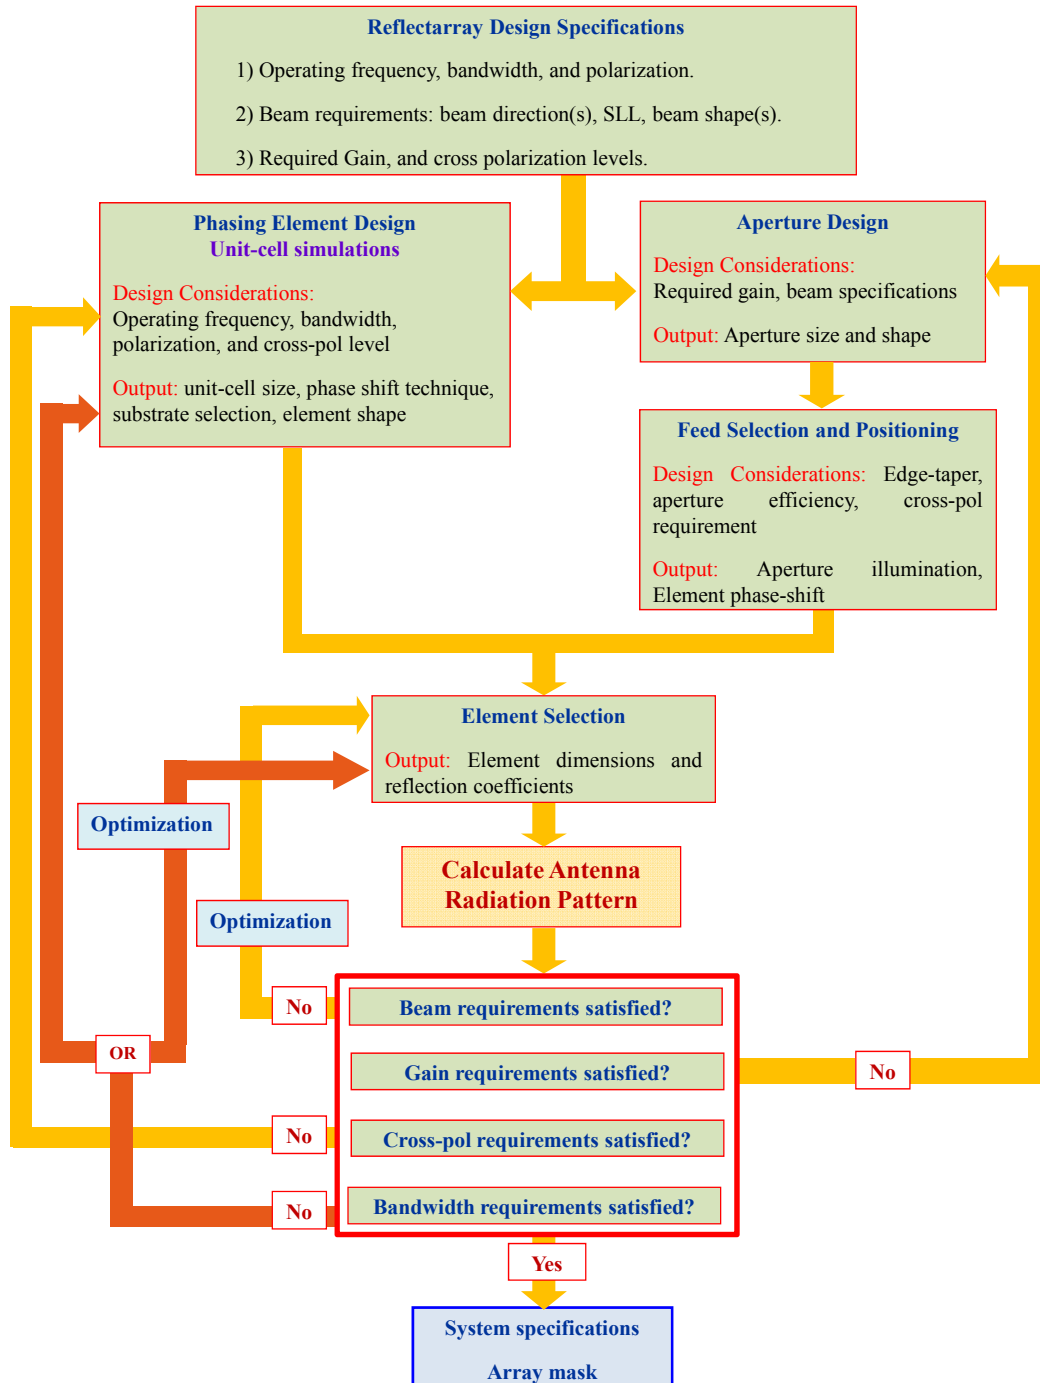 Reflectarray Design Specifications
1) Operating frequency, bandwidth, and polarization.
2) Beam requirements: beam direction(s), SLL, beam shape(s).
3) Required Gain, and cross polarization levels.
Phasing Element Design
Unit-cell simulations
Design Considerations:
Operating frequency, bandwidth,
polarization, and cross-pol level
Output: unit-cell size, phase shift technique,
substrate selection, element shape
Aperture Design
Design Considerations:
Required gain, beam specifications
Output: Aperture size and shape
Feed Selection and Positioning
Design Considerations: Edge-taper,
aperture efficiency, cross-pol
requirement
Output: Aperture illumination,
Element phase-shift
Element Selection
Output: Element dimensions and
reflection coefficients
Optimization
Calculate Antenna
Radiation Pattern
Optimization
No
Beam requirements satisfied?
OR
Gain requirements satisfied?
No
No
Cross-pol requirements satisfied?
No
Bandwidth requirements satisfied?
Yes
System specifications
Array mask